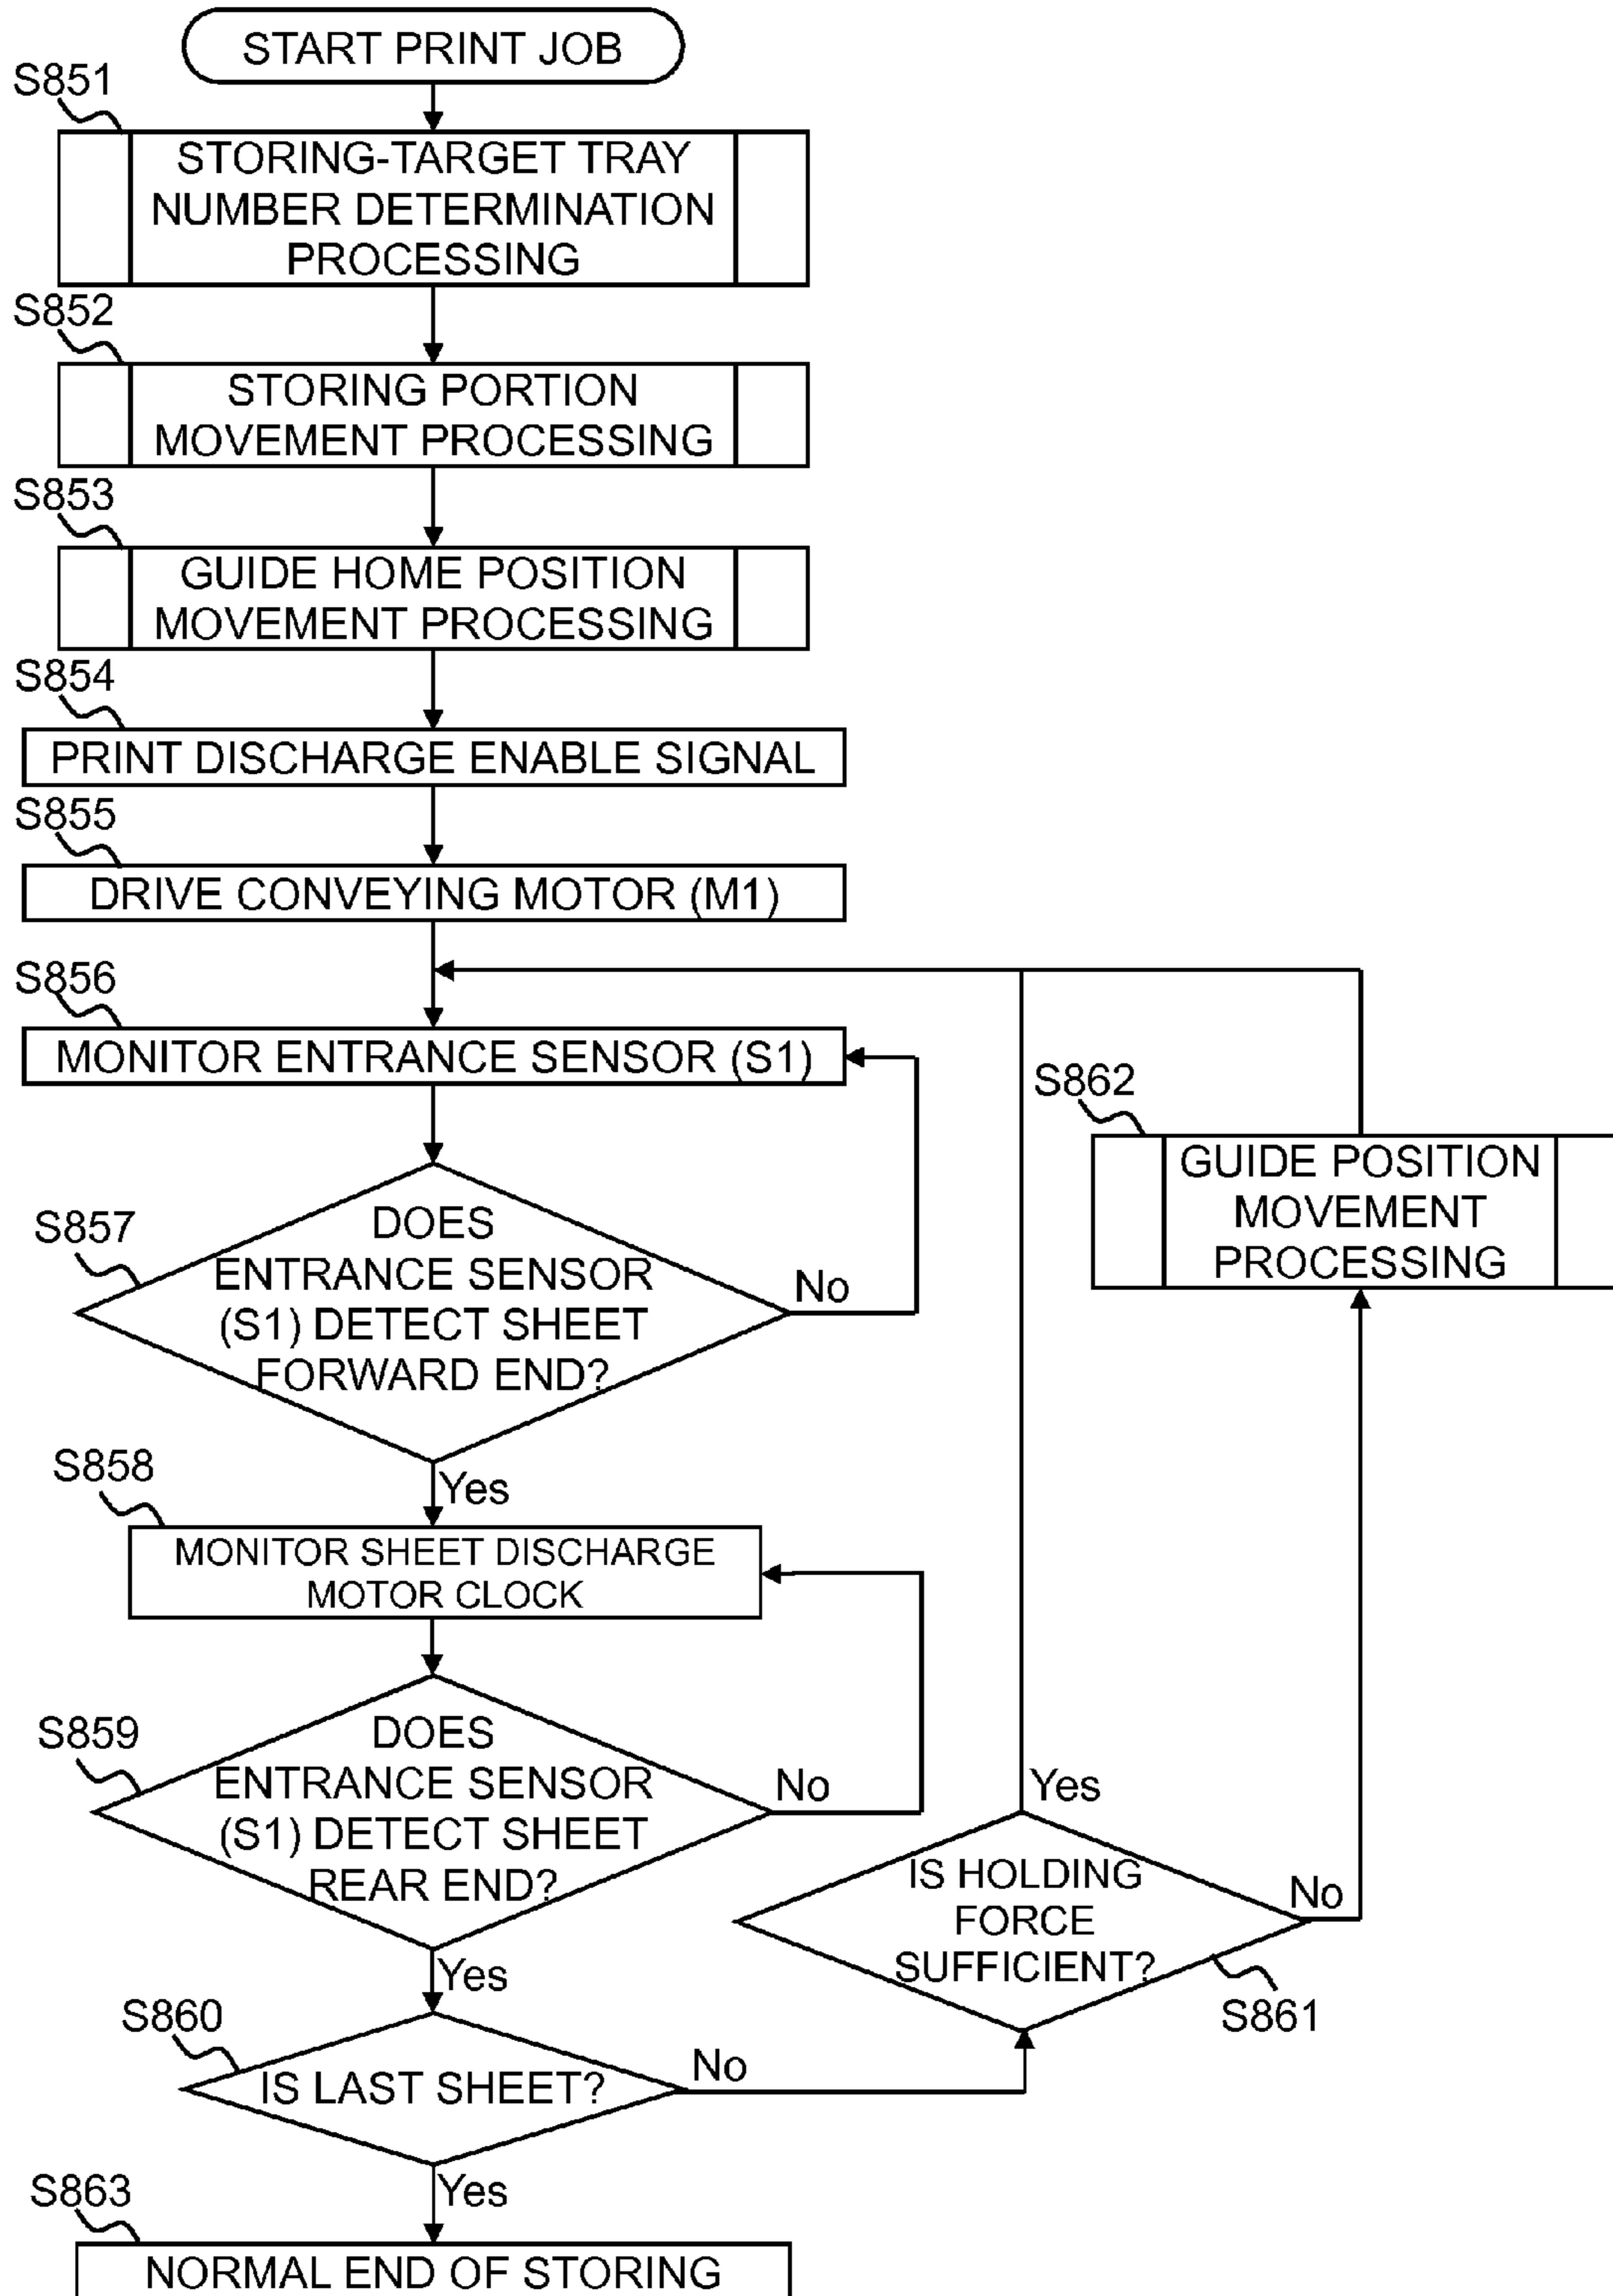 START PRINT JOB
S851
STORING-TARGET TRAY
NUMBER DETERMINATION
PROCESSING
S852
STORING PORTION
MOVEMENT PROCESSING
S853
GUIDE HOME POSITION
MOVEMENT PROCESSING
S854
PRINT DISCHARGE ENABLE SIGNAL
S855
DRIVE CONVEYING MOTOR (M1)
S856
MONITOR ENTRANCE SENSOR (S1)
S857
DOES
ENTRANCE SENSOR
(S1) DETECT SHEET
FORWARD END?
No
Yes
S858
MONITOR SHEET DISCHARGE
MOTOR CLOCK
S859
DOES
ENTRANCE SENSOR
(S1) DETECT SHEET
REAR END?
No
Yes
S860
IS LAST SHEET?
No
Yes
S861
IS HOLDING
FORCE
SUFFICIENT?
Yes
No
S862
GUIDE POSITION
MOVEMENT
PROCESSING
S863
NORMAL END OF STORING